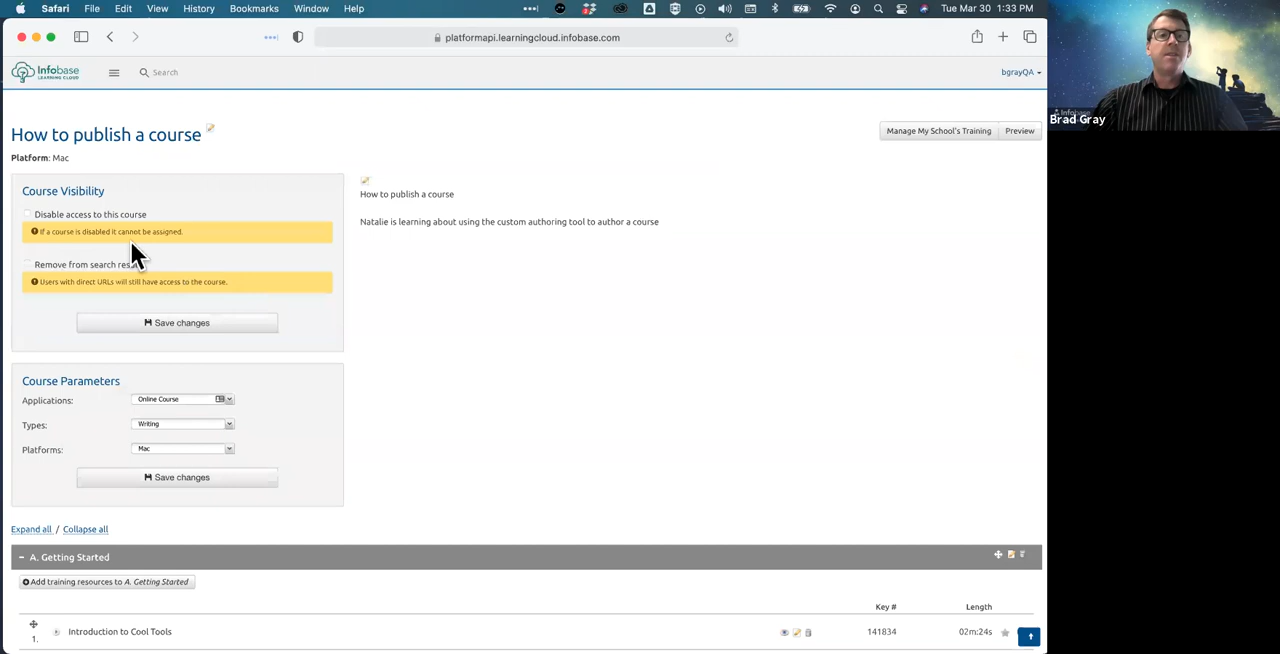 Safari File Edit View History Bookmarks Window Help Tue Mar 30 1:33 PM
platformapi.learningcloud.infobase.com
Infobase
LEARNING CLOUD
Search
bgrayQA
How to publish a course
Manage My School's Training Preview
Platform: Mac
Course Visibility
Disable access to this course
If a course is disabled it cannot be assigned.
Remove from search
Users with direct URLs will still have access to the course.
Save changes
How to publish a course
Natalie is learning about using the custom authoring tool to author a course
Course Parameters
Applications: Online Course
Types: Writing
Platforms: Mac
Save changes
Expand all / Collapse all
A. Getting Started
Add training resources to A. Getting Started
Key # Length
1. Introduction to Cool Tools 141834 02m:24s
Infobase
Brad Gray